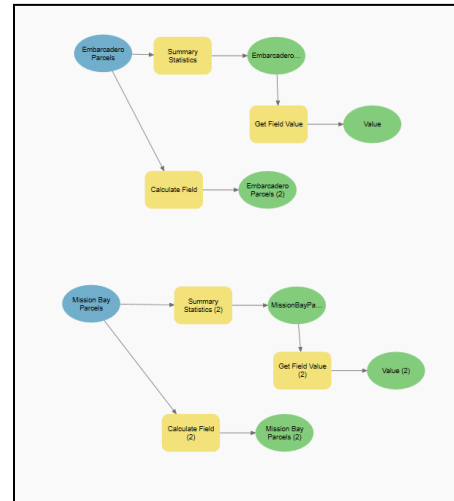 Embarcadero
Parcels
Summary
Statistics
Embarcadero...
Get Field Value
Value
Calculate Field
Embarcadero
Parcels (2)
Mission Bay
Parcels
Summary
Statistics (2)
MissionBayPa...
Get Field Value
(2)
Value (2)
Calculate Field
(2)
Mission Bay
Parcels (2)